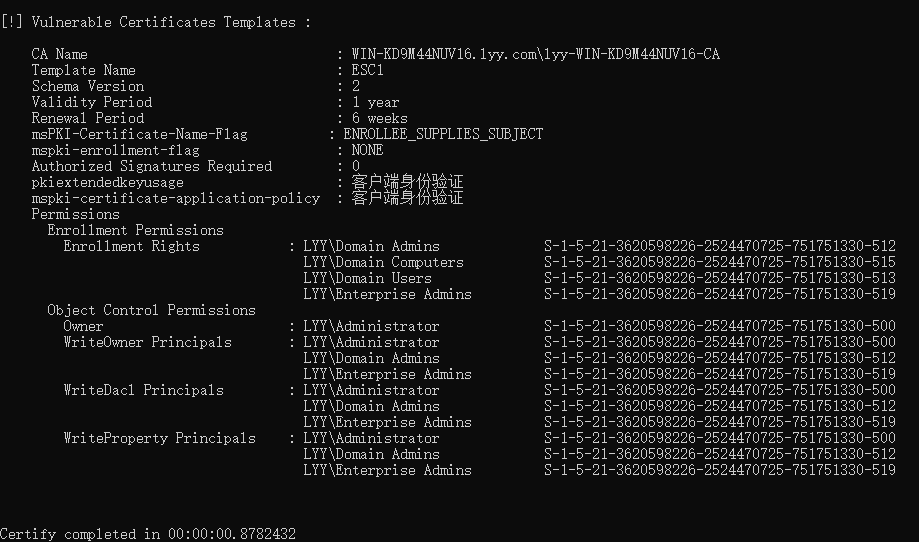 [!] Vulnerable Certificates Templates :
CA Name : WIN-KD9M44NUV16.lyy.com\lyy-WIN-KD9M44NUV16-CA
Template Name : ESC1
Schema Version : 2
Validity Period : 1 year
Renewal Period : 6 weeks
msPKI-Certificate-Name-Flag : ENROLLEE_SUPPLIES_SUBJECT
mspki-enrollment-flag : NONE
Authorized Signatures Required : 0
pkiextendedkeyusage : 客户端身份验证
mspki-certificate-application-policy : 客户端身份验证
Permissions
Enrollment Permissions
Enrollment Rights : LYY\Domain Admins S-1-5-21-3620598226-2524470725-751751330-512
LYY\Domain Computers S-1-5-21-3620598226-2524470725-751751330-515
LYY\Domain Users S-1-5-21-3620598226-2524470725-751751330-513
LYY\Enterprise Admins S-1-5-21-3620598226-2524470725-751751330-519
Object Control Permissions
Owner : LYY\Administrator S-1-5-21-3620598226-2524470725-751751330-500
WriteOwner Principals : LYY\Administrator S-1-5-21-3620598226-2524470725-751751330-500
LYY\Domain Admins S-1-5-21-3620598226-2524470725-751751330-512
LYY\Enterprise Admins S-1-5-21-3620598226-2524470725-751751330-519
WriteDacl Principals : LYY\Administrator S-1-5-21-3620598226-2524470725-751751330-500
LYY\Domain Admins S-1-5-21-3620598226-2524470725-751751330-512
LYY\Enterprise Admins S-1-5-21-3620598226-2524470725-751751330-519
WriteProperty Principals : LYY\Administrator S-1-5-21-3620598226-2524470725-751751330-500
LYY\Domain Admins S-1-5-21-3620598226-2524470725-751751330-512
LYY\Enterprise Admins S-1-5-21-3620598226-2524470725-751751330-519
Certify completed in 00:00:00.8782432